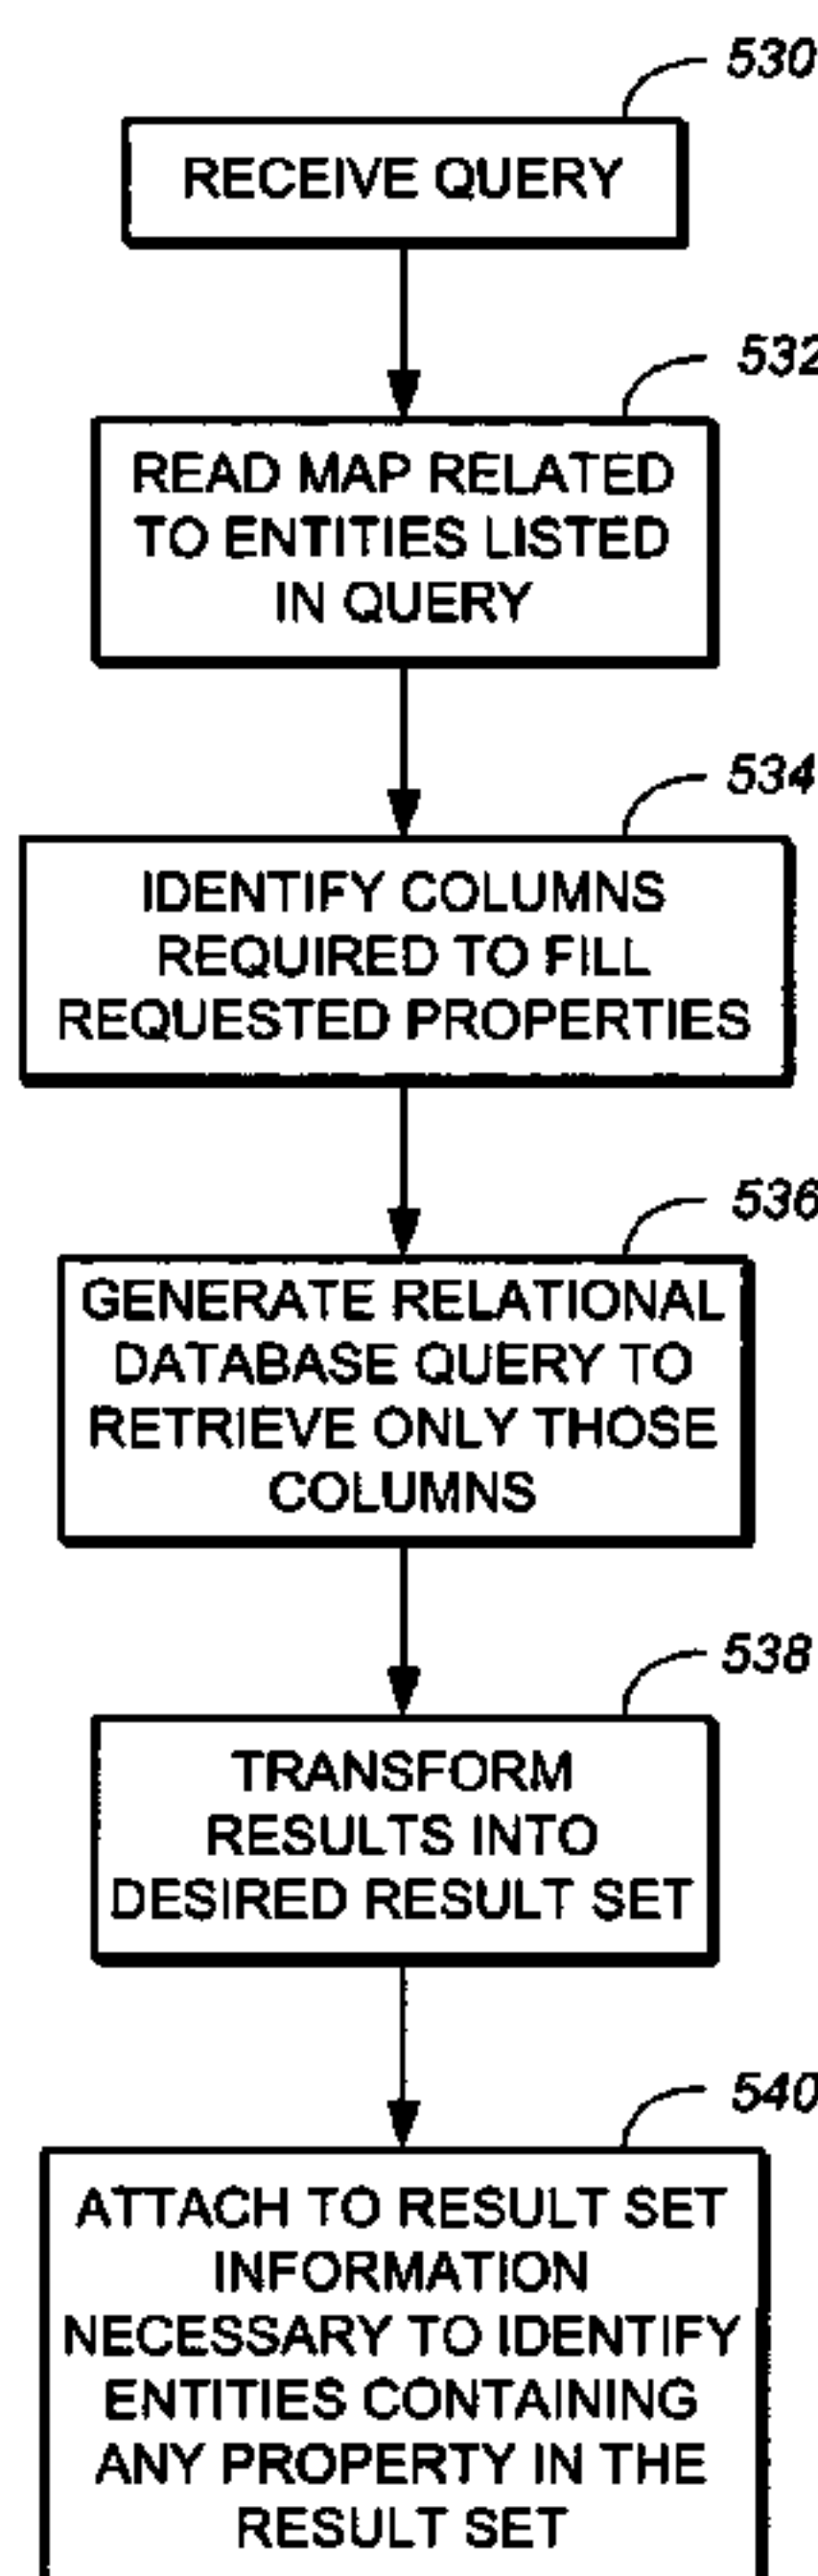 530
RECEIVE QUERY
532
READ MAP RELATED
TO ENTITIES LISTED
IN QUERY
534
IDENTIFY COLUMNS
REQUIRED TO FILL
REQUESTED PROPERTIES
536
GENERATE RELATIONAL
DATABASE QUERY TO
RETRIEVE ONLY THOSE
COLUMNS
538
TRANSFORM
RESULTS INTO
DESIRED RESULT SET
540
ATTACH TO RESULT SET
INFORMATION
NECESSARY TO IDENTIFY
ENTITIES CONTAINING
ANY PROPERTY IN THE
RESULT SET